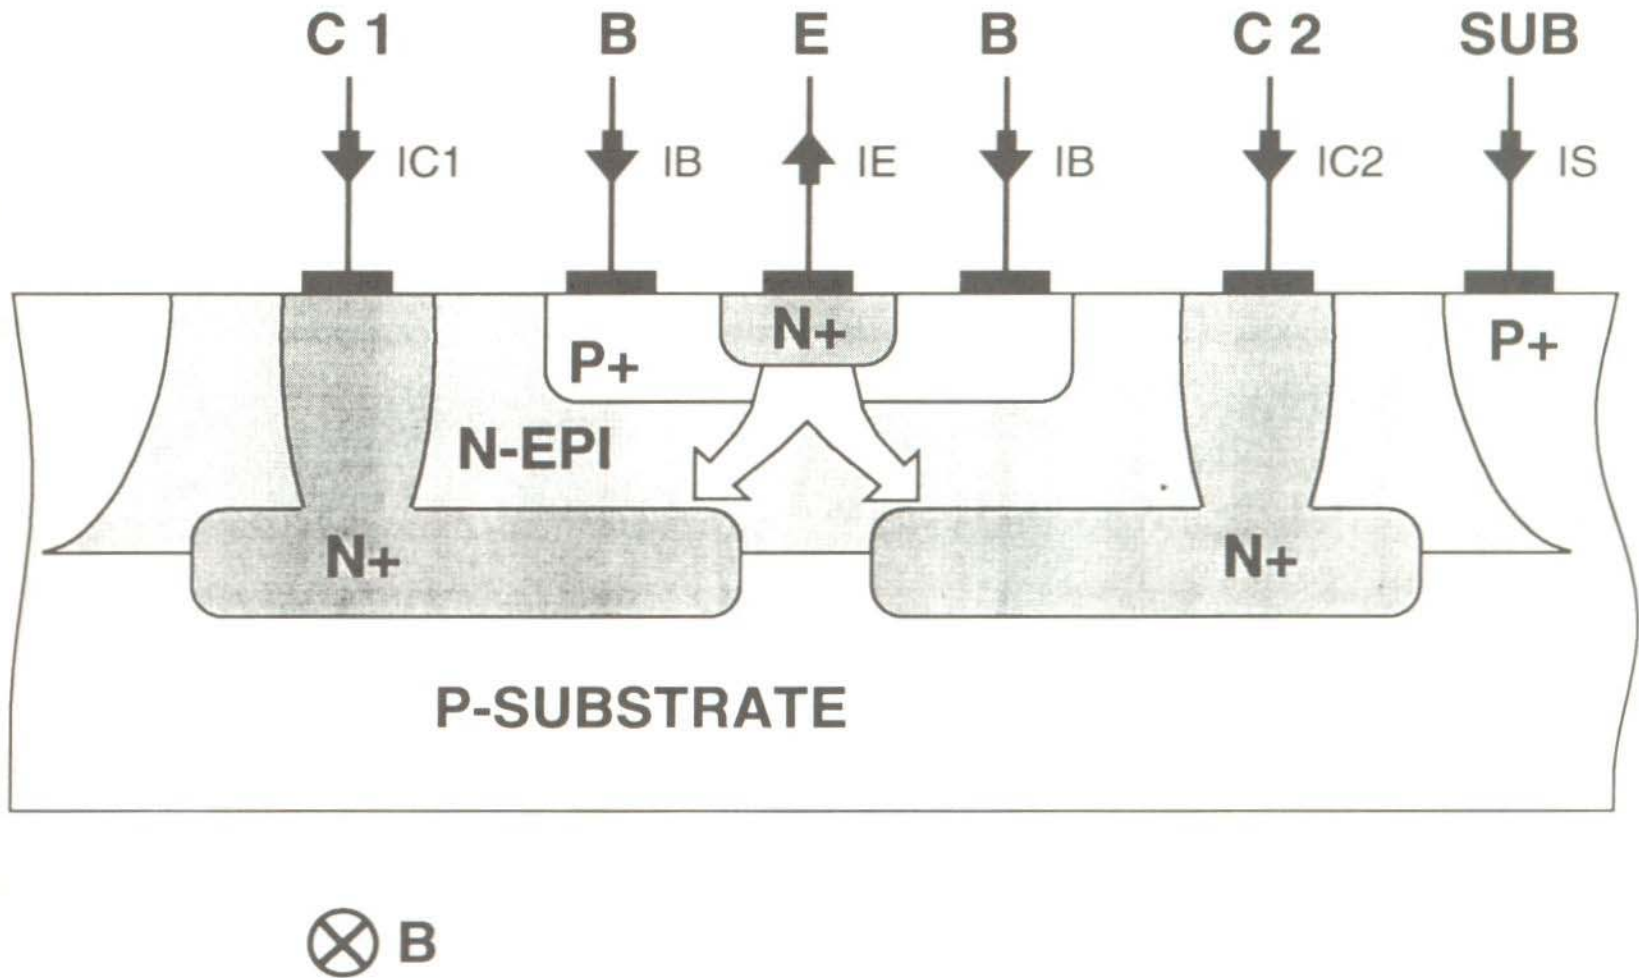 C 1 B E B C 2 SUB
IC1 IB IE IB IC2 IS
N+
P+
P+
N-EPI
N+ N+
P-SUBSTRATE
B